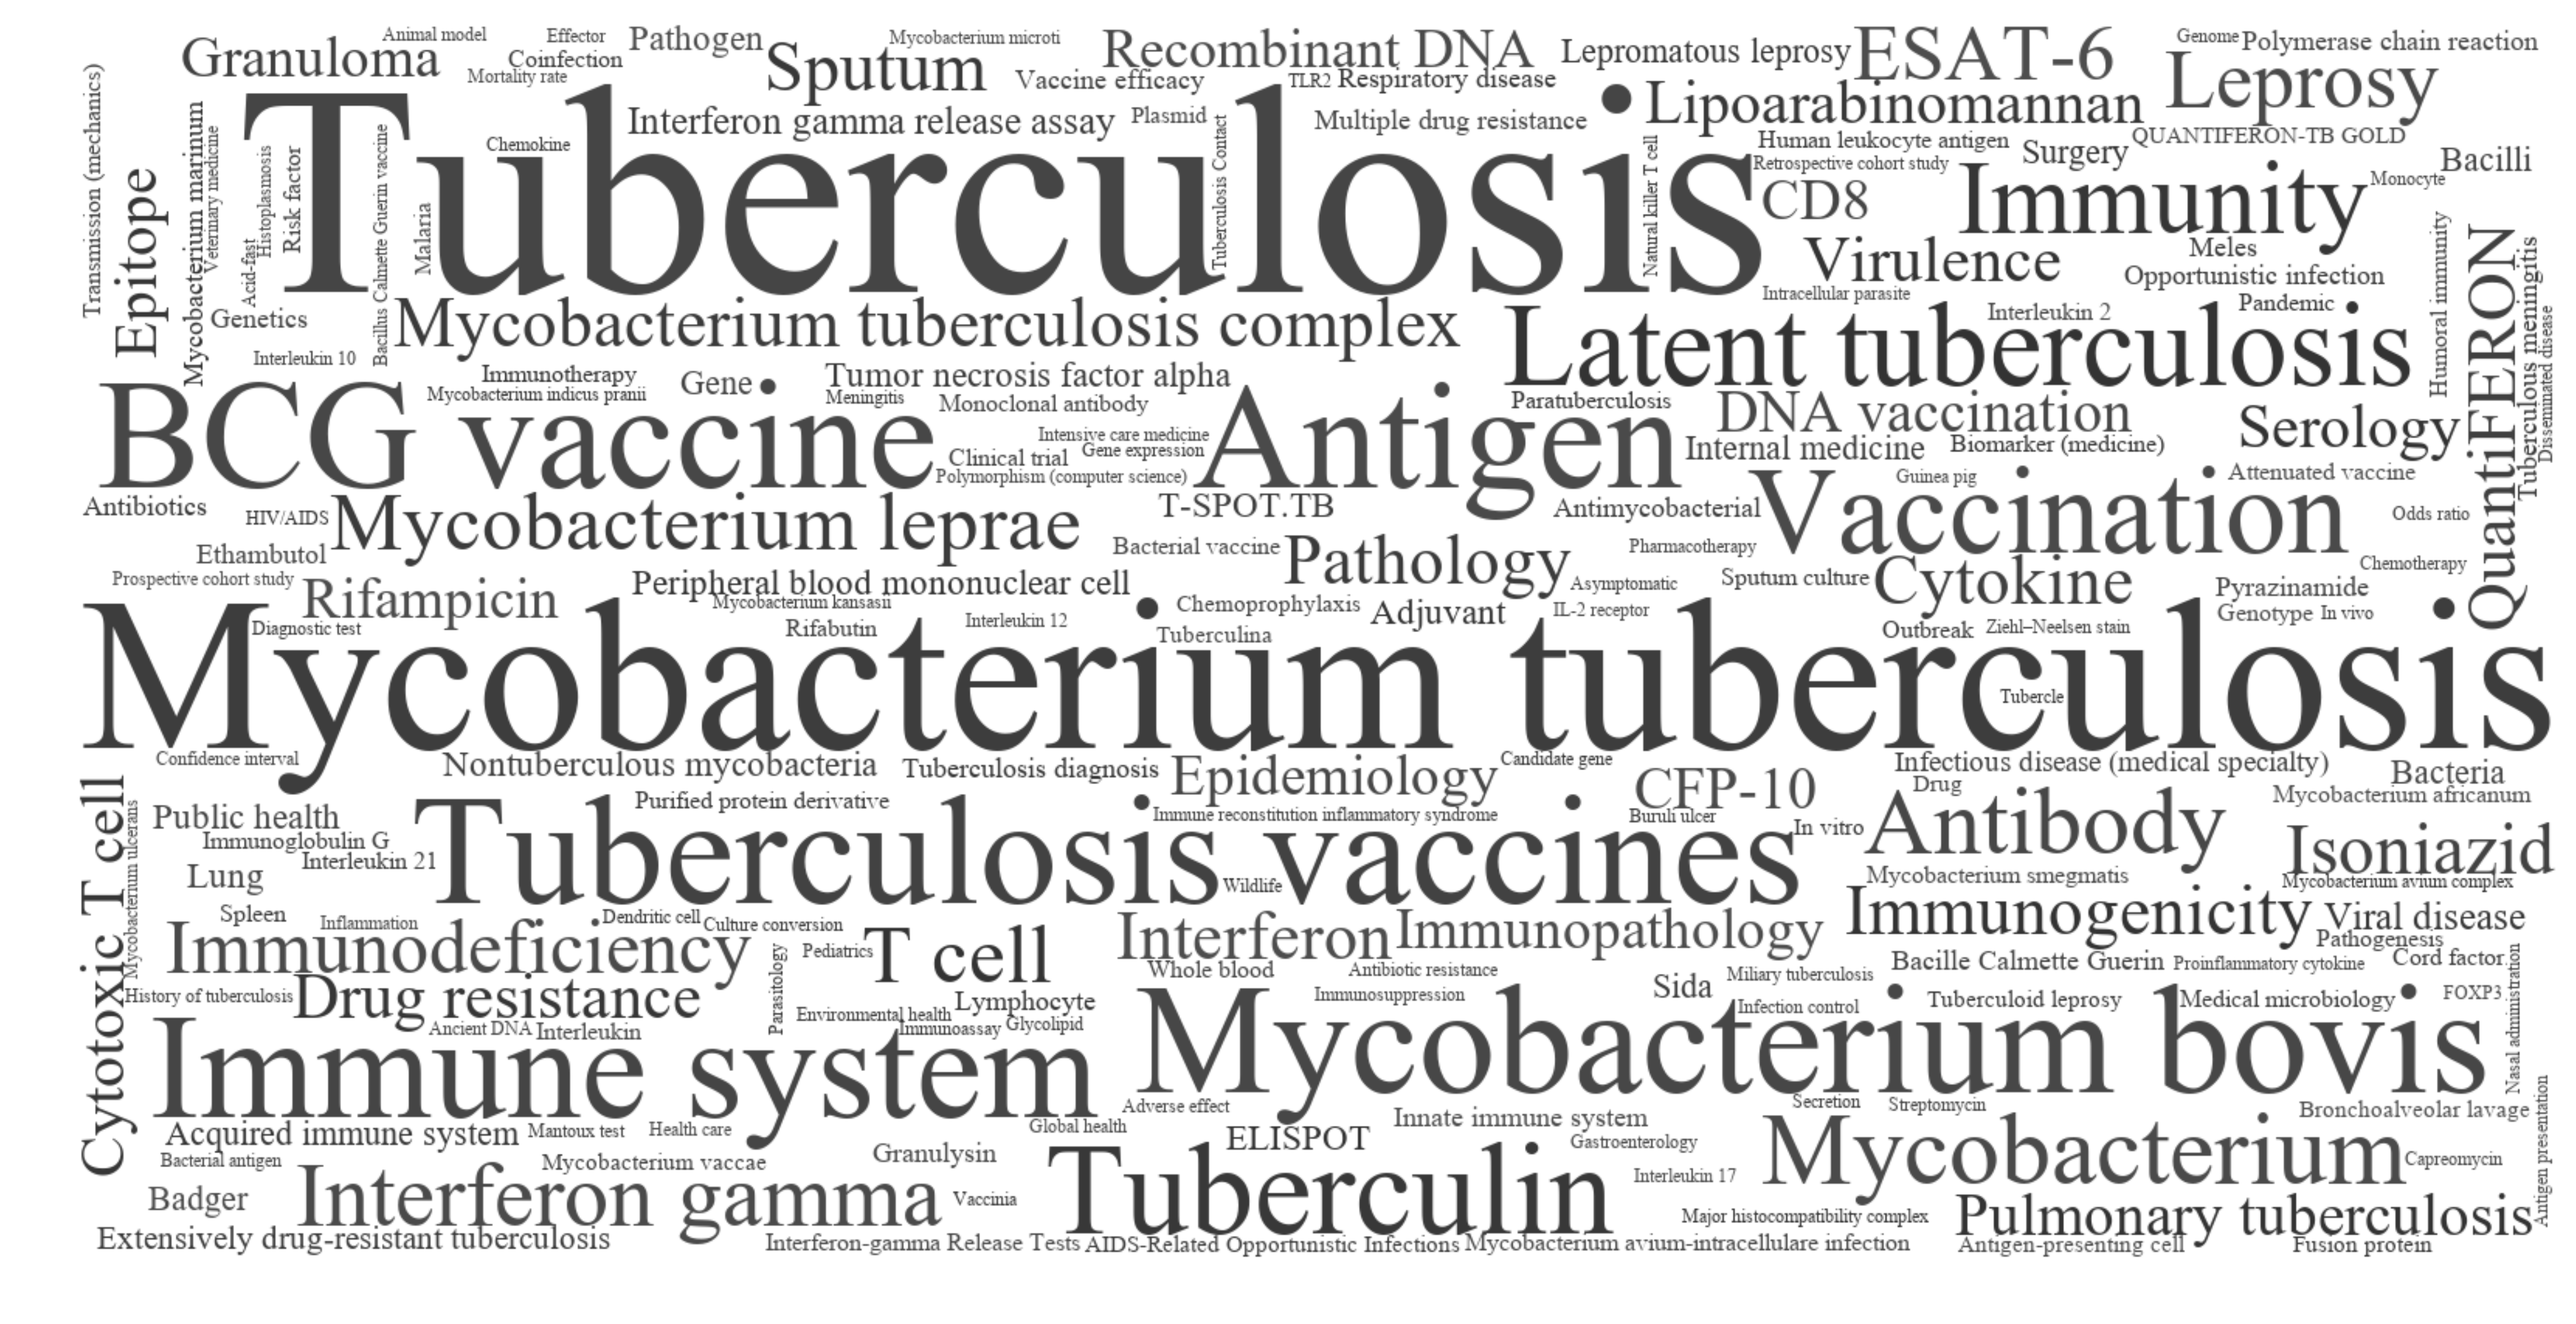 Animal model
Effector
Pathogen
Mycobacterium microti
Recombinant DNA
Lepromatous leprosy
ESAT-6
Genome
Polymerase chain reaction
Granuloma
Coinfection
Mortality rate
Sputum
Vaccine efficacy
TLR2
Respiratory disease
Leprosy
Lipoarabinomannan
Transmission (mechanics)
Epitope
Mycobacterium marinum
Veterinary medicine
Acid-fast
Histoplasmosis
Risk factor
Tuberculosis
Bacillus Calmette Guerin vaccine
Malaria
Chemokine
Interferon gamma release assay
Plasmid
Tuberculosis Contact
Multiple drug resistance
Natural killer T cell
Human leukocyte antigen
Retrospective cohort study
Surgery
QUANTIFERON-TB GOLD
Bacilli
CD8
Immunity
Monocyte
Virulence
Meles
Opportunistic infection
Humoral immunity
QuantiFERON
Tuberculous meningitis
Disseminated disease
Intracellular parasite
Interleukin 2
Pandemic
Genetics
Interleukin 10
Mycobacterium tuberculosis complex
Latent tuberculosis
Immunotherapy
Mycobacterium indicus pranii
Gene
Tumor necrosis factor alpha
Meningitis
Monoclonal antibody
BCG vaccine
Antigen
Paratuberculosis
DNA vaccination
Serology
Intensive care medicine
Gene expression
Clinical trial
Polymorphism (computer science)
Internal medicine
Biomarker (medicine)
Guinea pig
Attenuated vaccine
Antibiotics
HIV/AIDS
Mycobacterium leprae
T-SPOT.TB
Antimycobacterial
Vaccination
Odds ratio
Ethambutol
Bacterial vaccine
Pathology
Pharmacotherapy
Chemotherapy
Prospective cohort study
Rifampicin
Peripheral blood mononuclear cell
Mycobacterium kansasii
Asymptomatic
Sputum culture
Cytokine
Pyrazinamide
Diagnostic test
Rifabutin
Interleukin 12
Chemoprophylaxis
Adjuvant
IL-2 receptor
Tuberculina
Outbreak
Ziehl–Neelsen stain
Genotype
In vivo
Mycobacterium tuberculosis
Tubercle
Confidence interval
Nontuberculous mycobacteria
Tuberculosis diagnosis
Epidemiology
Candidate gene
CFP-10
Infectious disease (medical specialty)
Drug
Bacteria
Mycobacterium africanum
Cytotoxic T cell
Mycobacterium ulcerans
Public health
Immunoglobulin G
Interleukin 21
Lung
Purified protein derivative
Immune reconstitution inflammatory syndrome
Buruli ulcer
In vitro
Antibody
Isoniazid
Tuberculosis vaccines
Wildlife
Mycobacterium smegmatis
Mycobacterium avium complex
Spleen
Inflammation
Dendritic cell
Culture conversion
Immunodeficiency
Parasitology
Pediatrics
T cell
Interferon
Immunopathology
Immunogenicity
Viral disease
Pathogenesis
Whole blood
Antibiotic resistance
Miliary tuberculosis
Bacille Calmette Guerin
Proinflammatory cytokine
Cord factor
History of tuberculosis
Drug resistance
Environmental health
Lymphocyte
Immunosuppression
Sida
Infection control
Tuberculoid leprosy
Medical microbiology
FOXP3
Nasal administration
Ancient DNA
Interleukin
Immunoassay
Glycolipid
Immune system
Mycobacterium bovis
Adverse effect
Secretion
Streptomycin
Bronchoalveolar lavage
Antigen presentation
Acquired immune system
Mantoux test
Health care
Global health
ELISPOT
Innate immune system
Gastroenterology
Mycobacterium
Bacterial antigen
Mycobacterium vaccae
Granulysin
Tuberculin
Interleukin 17
Capreomycin
Badger
Interferon gamma
Vaccinia
Major histocompatibility complex
Pulmonary tuberculosis
Extensively drug-resistant tuberculosis
Interferon-gamma Release Tests
AIDS-Related Opportunistic Infections
Mycobacterium avium-intracellulare infection
Antigen-presenting cell
Fusion protein